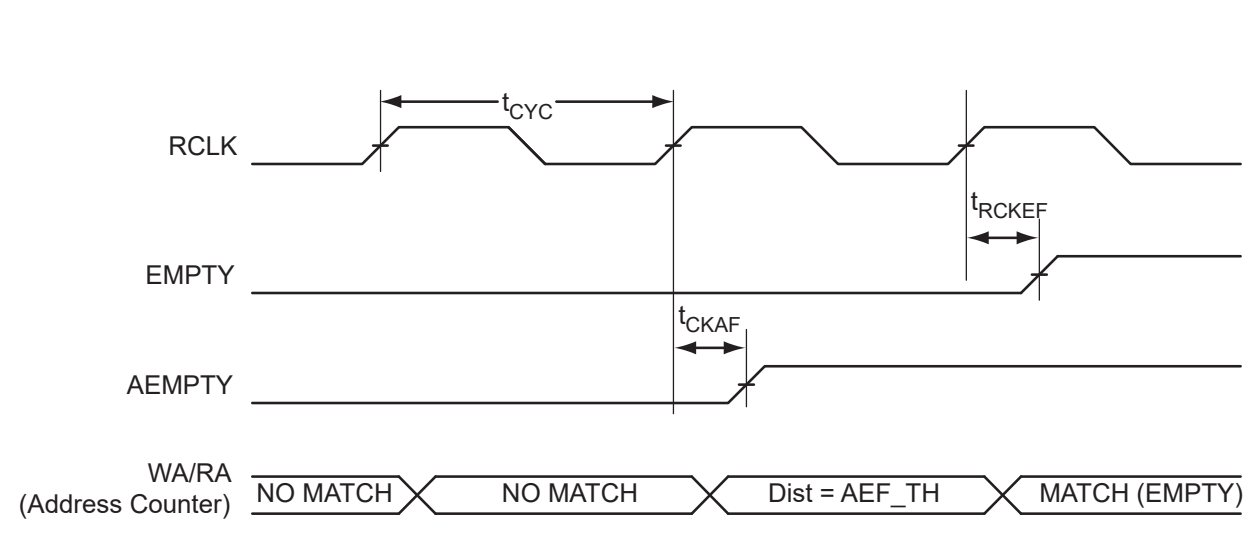 tCYC
RCLK
tRCKEF
EMPTY
tCKAF
AEMPTY
WA/RA
(Address Counter)
NO MATCH NO MATCH Dist = AEF_TH MATCH (EMPTY)